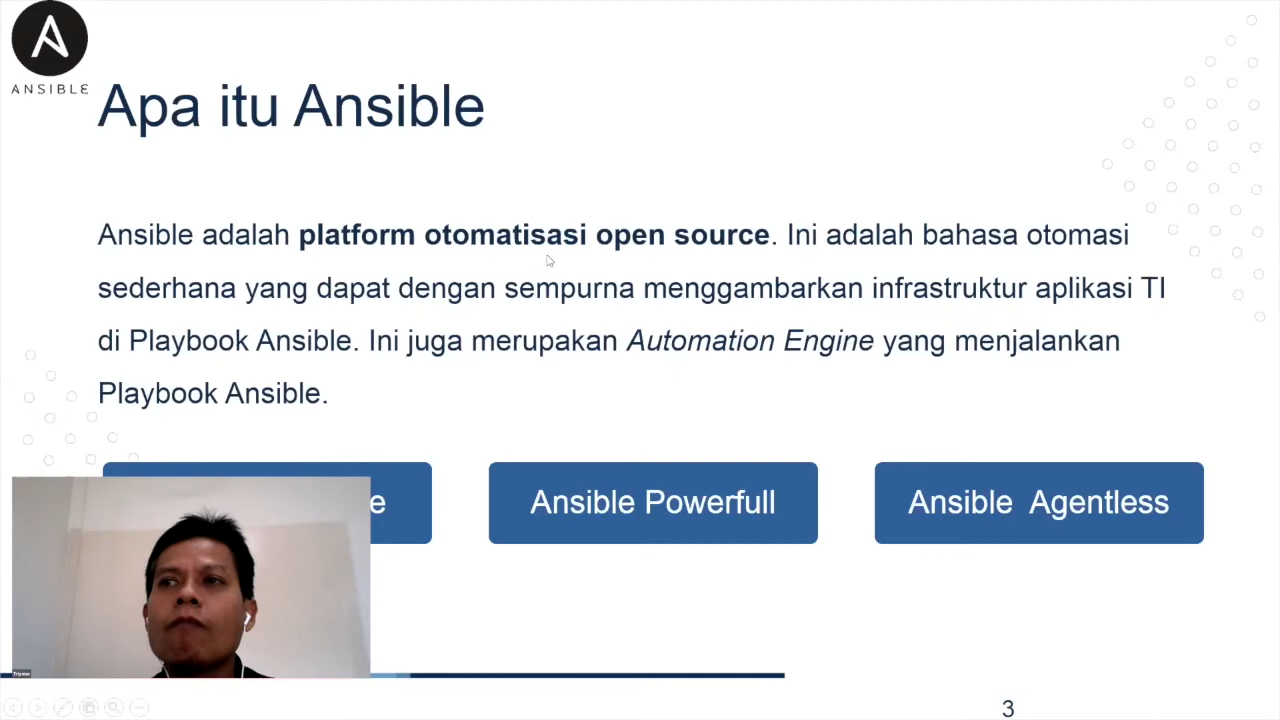 ANSIBLE
Apa itu Ansible
Ansible adalah platform otomatisasi open source. Ini adalah bahasa otomasi
sederhana yang dapat dengan sempurna menggambarkan infrastruktur aplikasi TI
di Playbook Ansible. Ini juga merupakan Automation Engine yang menjalankan
Playbook Ansible.
e
Ansible Powerfull
Ansible  Agentless
Triyono
3